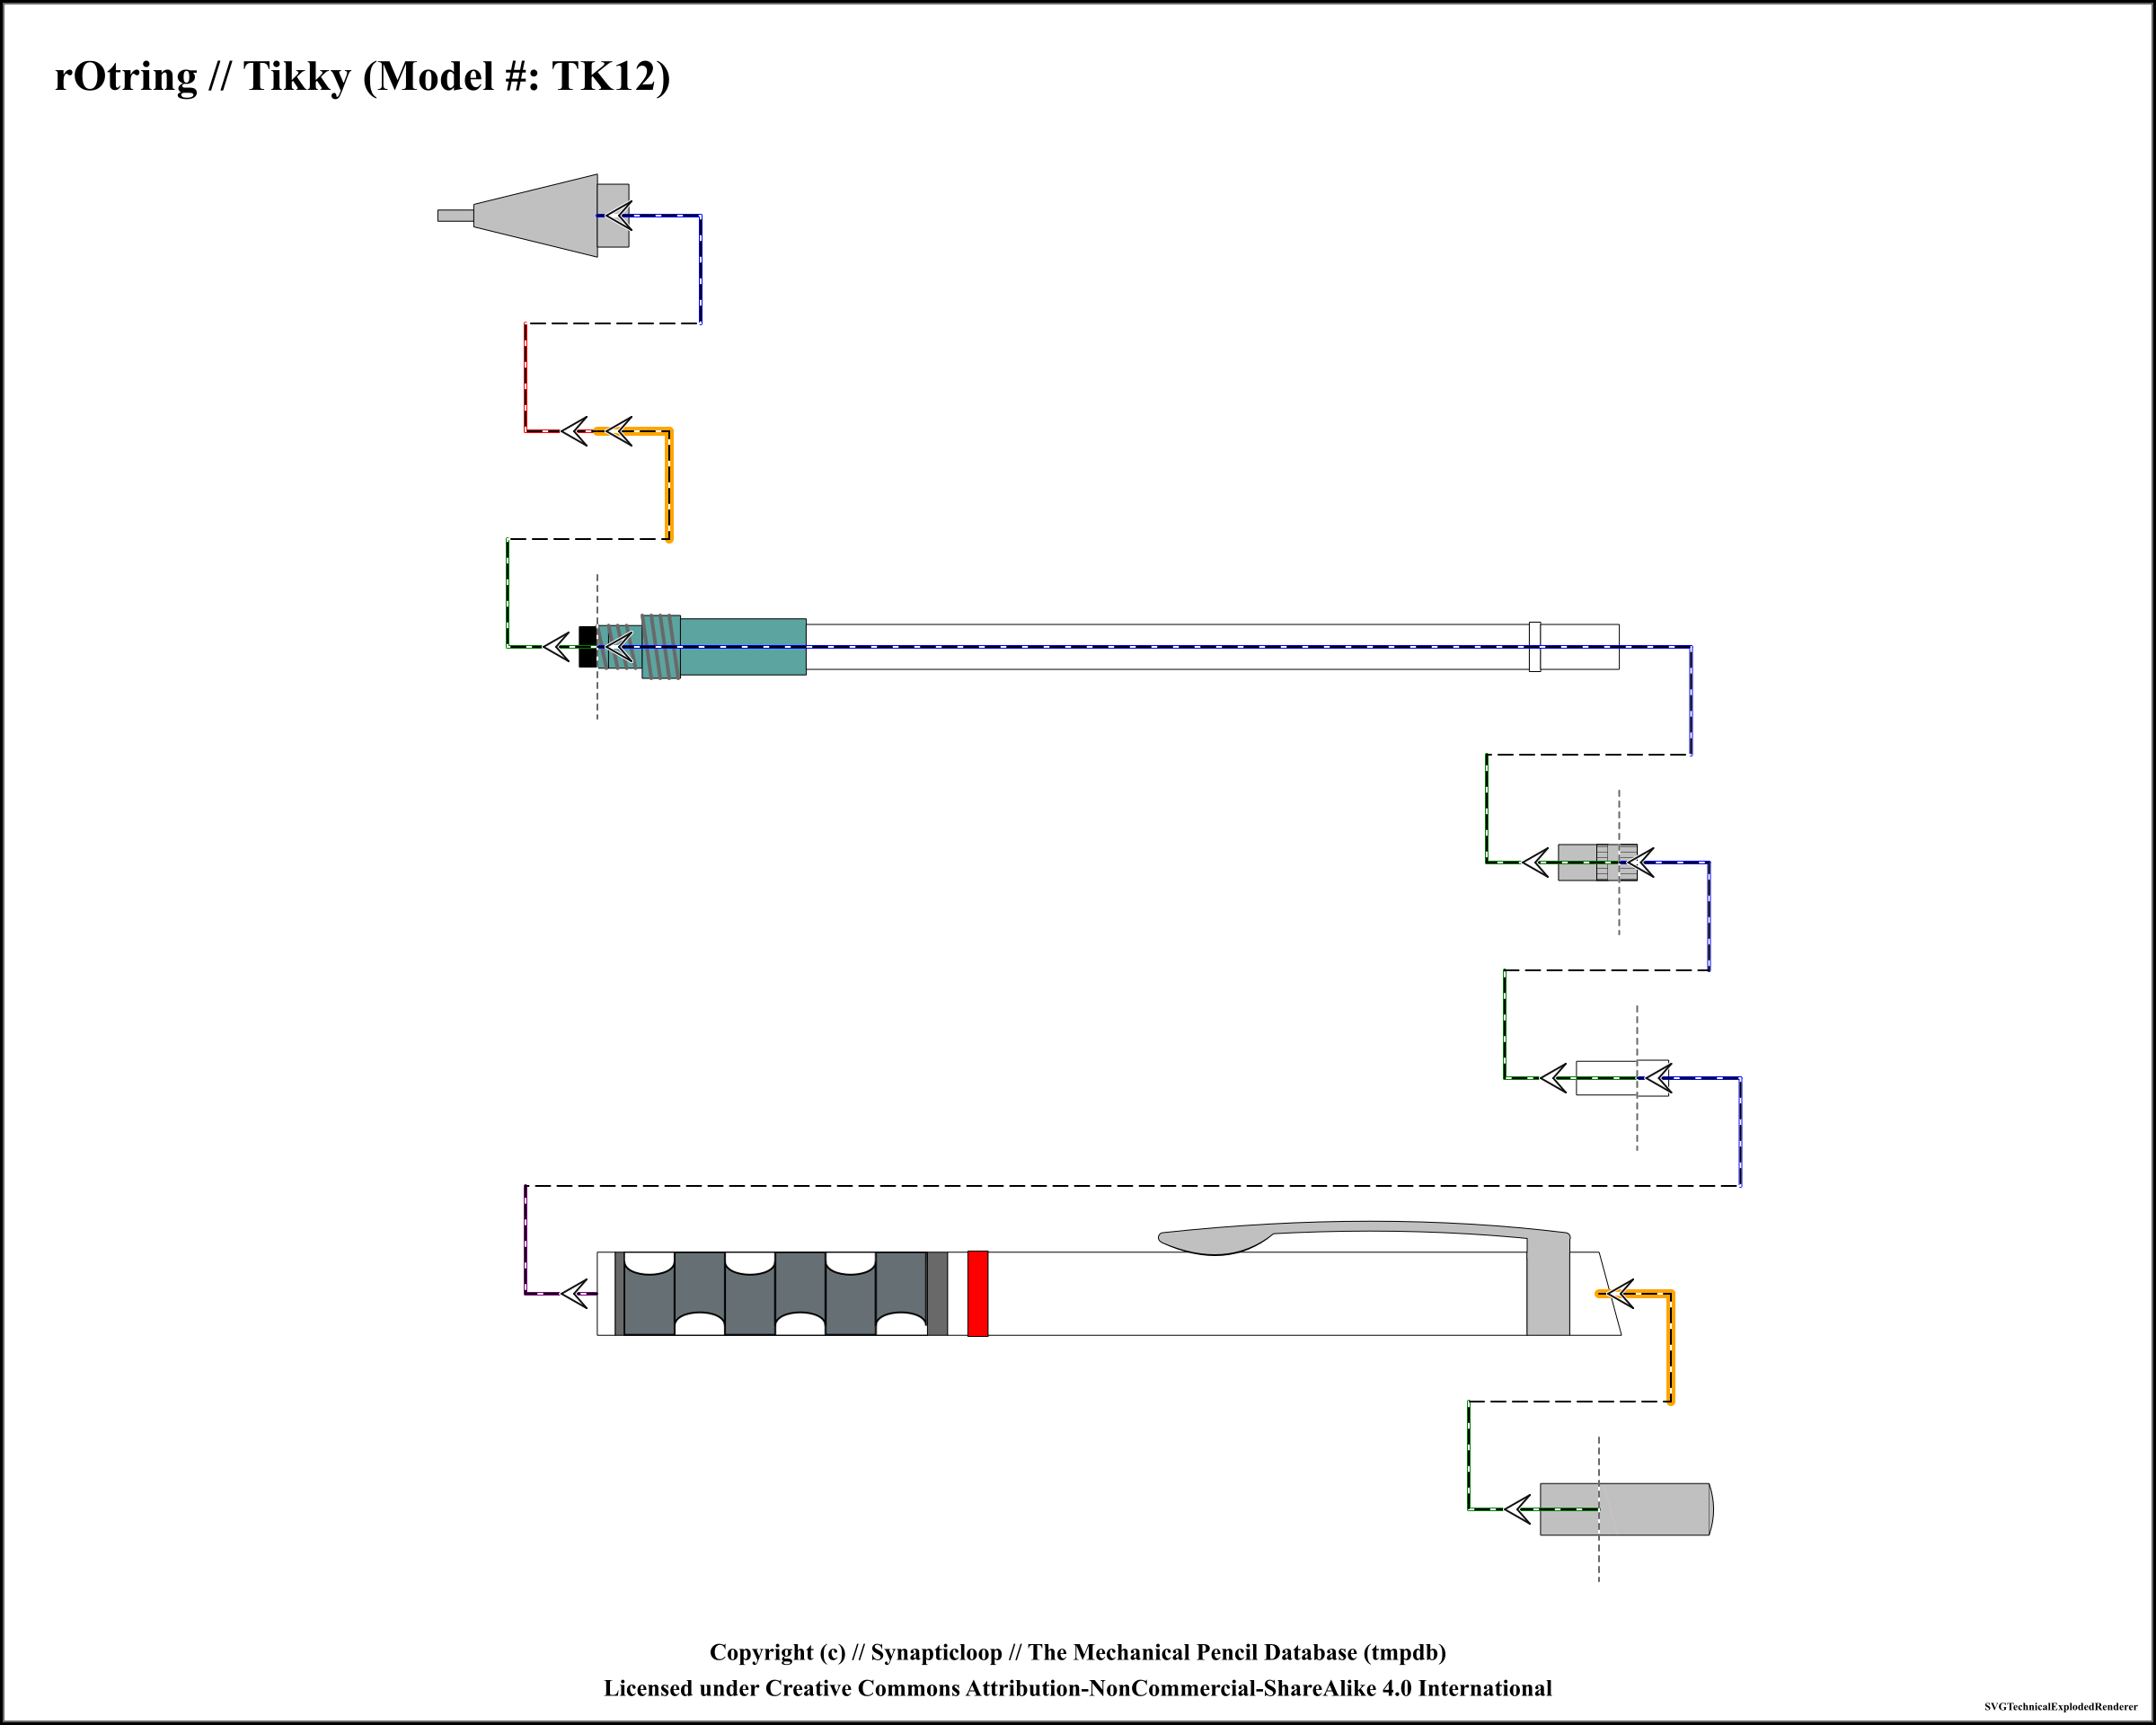 rOtring // Tikky (Model #: TK12)
Copyright (c) // Synapticloop // The Mechanical Pencil Database (tmpdb)
Licensed under Creative Commons Attribution-NonCommercial-ShareAlike 4.0 International
SVGTechnicalExplodedRenderer